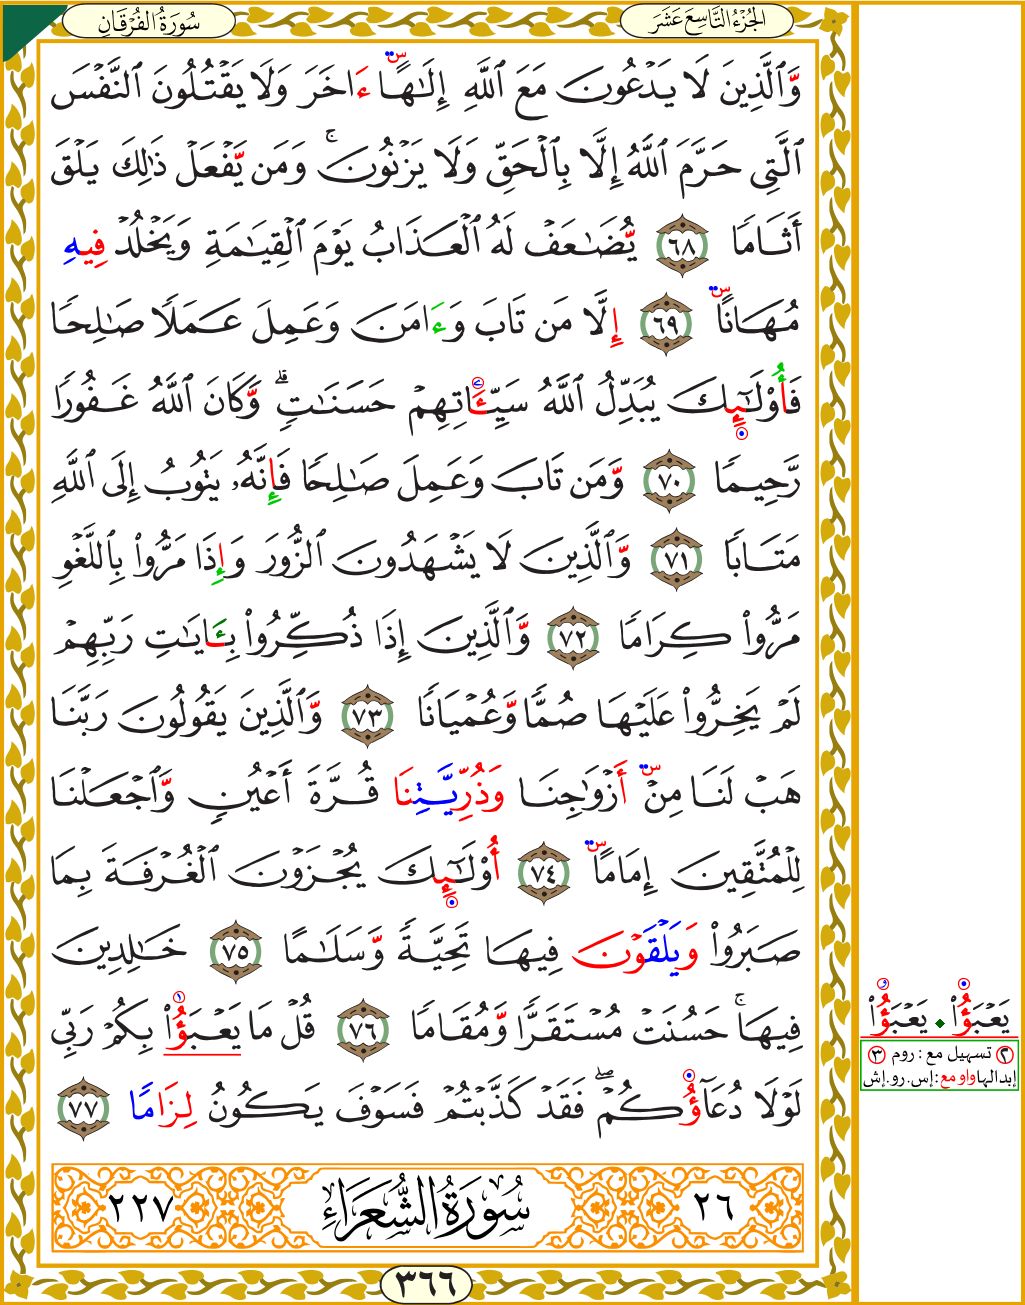 الجُزْءُ التَّاسِعَ عَشَرَ
سُورَةُ الفُرْقَانِ
وَّٱلَّذِينَ لَا يَدۡعُونَ مَعَ ٱللَّهِ إِلَٰهًا ءَاخَرَ وَلَا يَقۡتُلُونَ ٱلنَّفۡسَ
ٱلَّتِي حَرَّمَ ٱللَّهُ إِلَّا بِٱلۡحَقِّ وَلَا يَزۡنُونَۚ وَمَن يَّفۡعَلۡ ذَٰلِكَ يَلۡقَ
أَثَامٗا ٦٨ يُّضَٰعَفۡ لَهُ ٱلۡعَذَابُ يَوۡمَ ٱلۡقِيَٰمَةِ وَيَخۡلُدۡ فِيهِ
مُهَانًا ٦٩ إِلَّا مَن تَابَ وَءَامَنَ وَعَمِلَ عَمَلٗا صَٰلِحٗا
فَأُوْلَٰٓئِكَ يُبَدِّلُ ٱللَّهُ سَيِّـَٔاتِهِمۡ حَسَنَٰتٖۗ وَّكَانَ ٱللَّهُ غَفُورٗا
رَّحِيمٗا ٧٠ وَّمَن تَابَ وَعَمِلَ صَٰلِحٗا فَإِنَّهُۥ يَتُوبُ إِلَى ٱللَّهِ
مَتَابٗا ٧١ وَّٱلَّذِينَ لَا يَشۡهَدُونَ ٱلزُّورَ وَإِذَا مَرُّواْ بِٱللَّغۡوِ
مَرُّواْ كِرَامٗا ٧٢ وَّٱلَّذِينَ إِذَا ذُكِّرُواْ بِـَٔايَٰتِ رَبِّهِمۡ
لَمۡ يَخِرُّواْ عَلَيۡهَا صُمّٗا وَّعُمۡيَانٗا ٧٣ وَّٱلَّذِينَ يَقُولُونَ رَبَّنَا
هَبۡ لَنَا مِنۡ أَزۡوَٰجِنَا وَذُرِّيَّتِنَا قُرَّةَ أَعۡيُنٖ وَّٱجۡعَلۡنَا
لِلۡمُتَّقِينَ إِمَامًا ٧٤ أُوْلَٰٓئِكَ يُجۡزَوۡنَ ٱلۡغُرۡفَةَ بِمَا
صَبَرُواْ وَيَلۡقَوۡنَ فِيهَا تَحِيَّةٗ وَّسَلَٰمًا ٧٥ خَٰلِدِينَ
فِيهَاۚ حَسُنَتۡ مُسۡتَقَرّٗا وَّمُقَامٗا ٧٦ قُلۡ مَا يَعۡبَؤُاْ بِكُمۡ رَبِّي
لَوۡلَا دُعَآؤُكُمۡۖ فَقَدۡ كَذَّبۡتُمۡ فَسَوۡفَ يَكُونُ لِزَامٗا ٧٧
٢٦ سُورَةُ الشُّعَرَاءِ ٢٢٧
٣٦٦
يَعۡبَؤُاْ • يَعۡبَؤُاْ
٢ تسهيل مع : روم ٣
إبدالها واو مع : إس . رو . إش